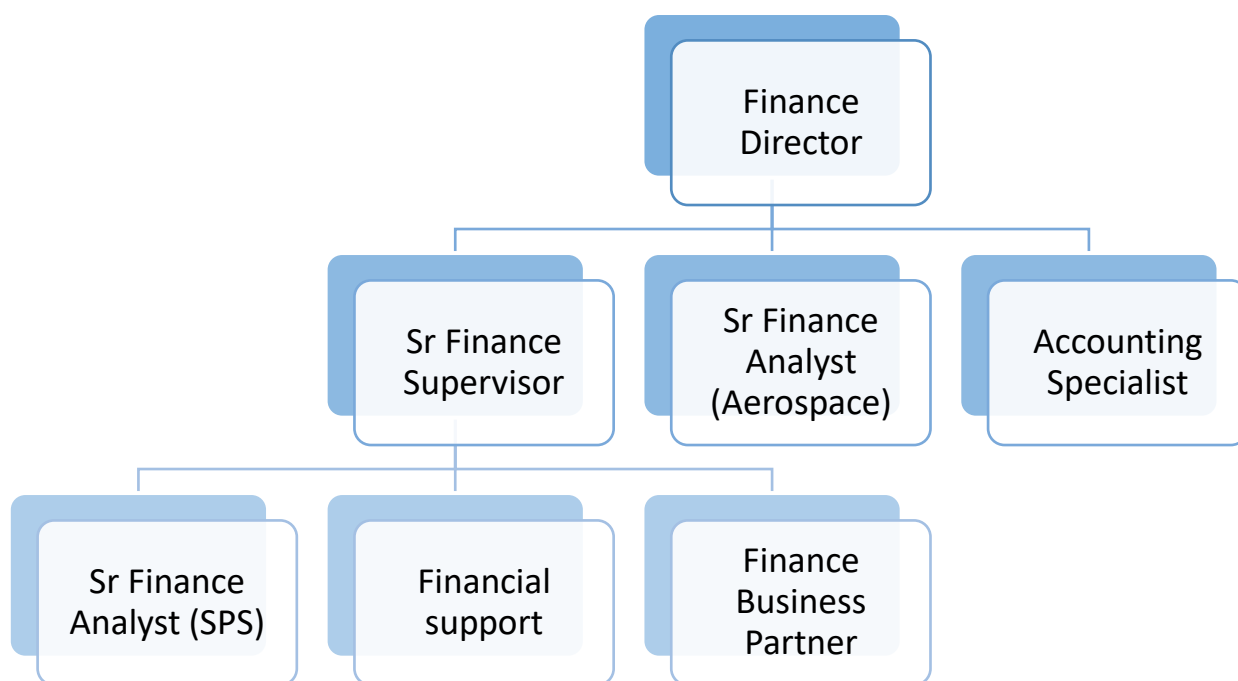 Finance
Director
Sr Finance
Supervisor
Sr Finance
Analyst
(Aerospace)
Accounting
Specialist
Sr Finance
Analyst (SPS)
Financial
support
Finance
Business
Partner